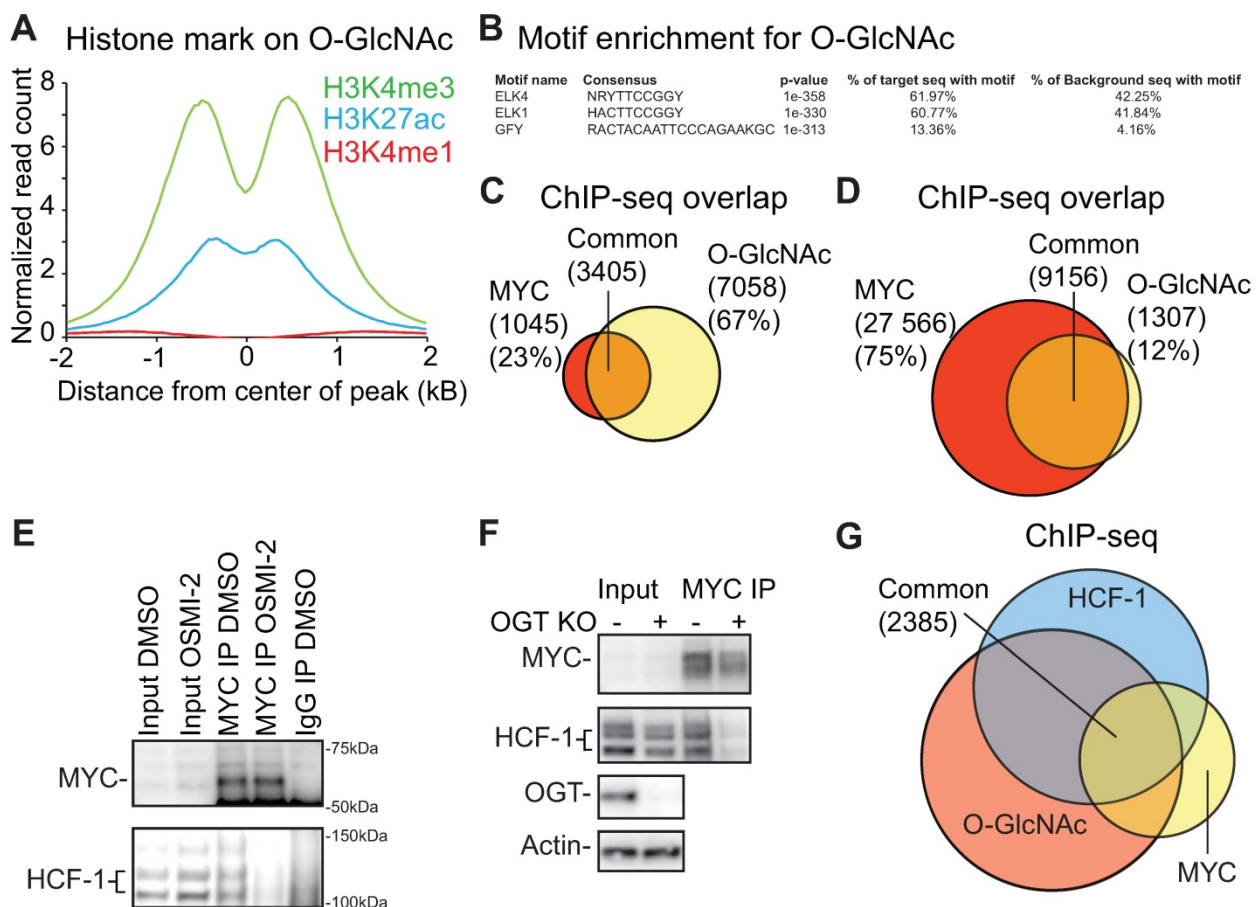 A
Histone mark on O-GlcNAc
H3K4me3
H3K27ac
H3K4me1
Normalized read count
8
6
4
2
0
-2
-1
0
1
2
Distance from center of peak (kB)
B
Motif enrichment for O-GlcNAc
Motif name Consensus p-value % of target seq with motif % of Background seq with motif
ELK4 NRYTTCCGGY 1e-358 61.97% 42.25%
ELK1 HACTTCCGGY 1e-330 60.77% 41.84%
GFY RACTACAATTCCCAGAAKGC 1e-313 13.36% 4.16%
C
ChIP-seq overlap
Common
(3405)
O-GlcNAc
(7058)
(67%)
MYC
(1045)
(23%)
D
ChIP-seq overlap
Common
(9156)
O-GlcNAc
(1307)
(12%)
MYC
(27 566)
(75%)
E
Input DMSO
Input OSMI-2
MYC IP DMSO
MYC IP OSMI-2
IgG IP DMSO
MYC-
-75kDa
-50kDa
HCF-1-
-150kDa
-100kDa
F
Input MYC IP
OGT KO - + - +
MYC-
HCF-1-
OGT-
Actin-
G
ChIP-seq
Common
(2385)
HCF-1
O-GlcNAc
MYC